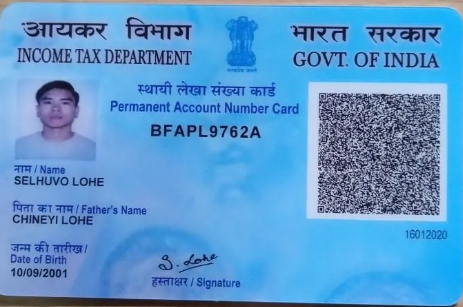 आयकर विभाग
INCOME TAX DEPARTMENT
भारत सरकार
GOVT. OF INDIA
स्थायी लेखा संख्या कार्ड
Permanent Account Number Card
BFAPL9762A
नाम / Name
SELHUVO LOHE
पिता का नाम / Father's Name
CHINEYI LOHE
जन्म की तारीख /
Date of Birth
10/09/2001
S. Lohe
हस्ताक्षर / Signature
16012020